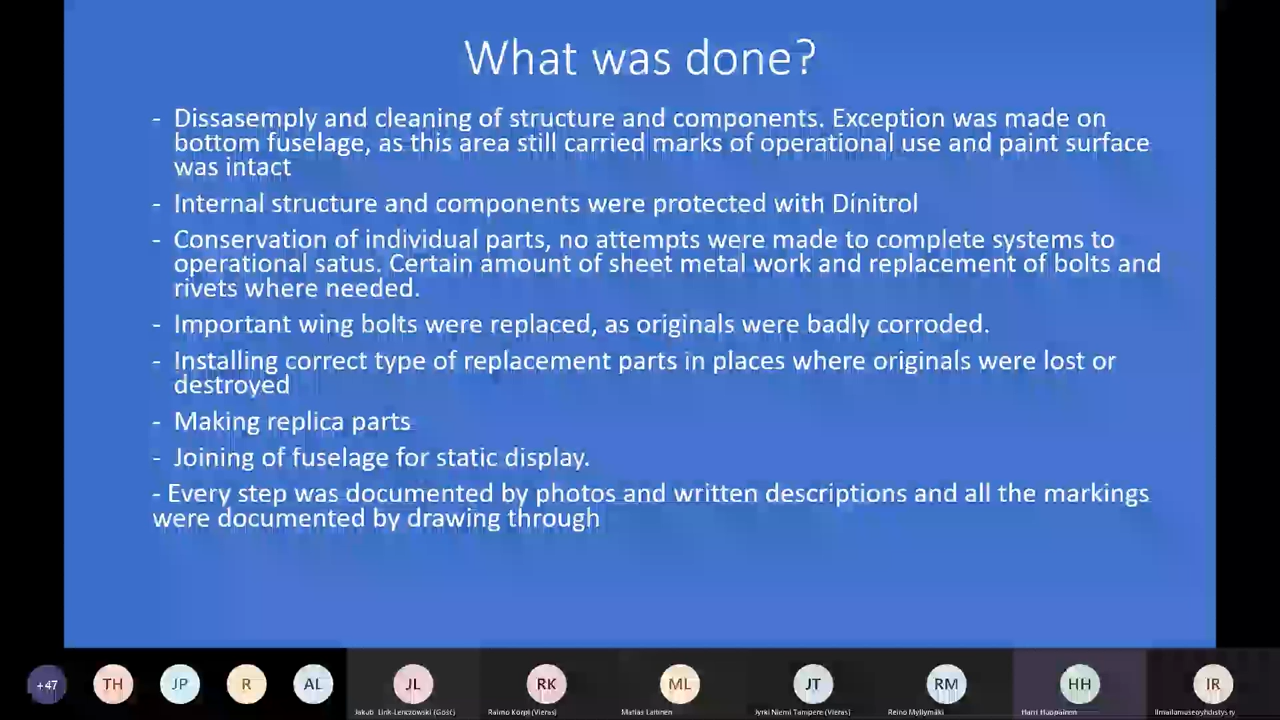 What was done?
- Dissasemply and cleaning of structure and components. Exception was made on
bottom fuselage, as this area still carried marks of operational use and paint surface
was intact
- Internal structure and components were protected with Dinitrol
- Conservation of individual parts, no attempts were made to complete systems to
operational satus. Certain amount of sheet metal work and replacement of bolts and
rivets where needed.
- Important wing bolts were replaced, as originals were badly corroded.
- Installing correct type of replacement parts in places where originals were lost or
destroyed
- Making replica parts
- Joining of fuselage for static display.
- Every step was documented by photos and written descriptions and all the markings
were documented by drawing through
+47 TH JP R AL JL RK ML JT RM HH IR
Jakub Link-Lenczowski (Gość) Raimo Korpi (Vieras) Matias Laitinen Jyrki Niemi Tampere (Vieras) Reino Myllymäki Harri Huopainen Ilmailumuseoyhdistys ry